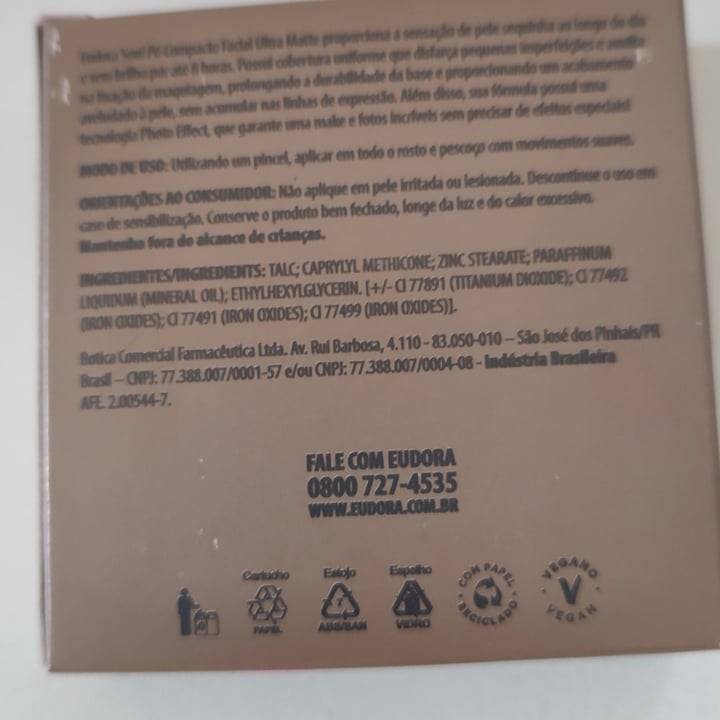 Eudora Soul Pó Compacto Facial Ultra Matte proporciona a sensação de pele sequinha ao longo do dia
e sem brilho por até 8 horas. Possui cobertura uniforme que disfarça pequenas imperfeições e auxilia
na fixação da maquiagem, prolongando a durabilidade da base e proporcionando um acabamento
aveludado à pele, sem acumular nas linhas de expressão. Além disso, sua fórmula possui uma
tecnologia Photo Effect, que garante uma make e fotos incríveis sem precisar de efeitos especiais!
MODO DE USO: Utilizando um pincel, aplicar em todo o rosto e pescoço com movimentos suaves.
ORIENTAÇÕES AO CONSUMIDOR: Não aplique em pele irritada ou lesionada. Descontinue o uso em
caso de sensibilização. Conserve o produto bem fechado, longe da luz e do calor excessivo.
Mantenha fora do alcance de crianças.
INGREDIENTES/INGREDIENTS: TALC; CAPRYLYL METHICONE; ZINC STEARATE; PARAFFINUM
LIQUIDUM (MINERAL OIL); ETHYLHEXYLGLYCERIN. [+/- CI 77891 (TITANIUM DIOXIDE); CI 77492
(IRON OXIDES); CI 77491 (IRON OXIDES); CI 77499 (IRON OXIDES)].
Botica Comercial Farmacêutica Ltda. Av. Rui Barbosa, 4.110 - 83.050-010 – São José dos Pinhais/PR
Brasil – CNPJ: 77.388.007/0001-57 e/ou CNPJ: 77.388.007/0004-08 - Indústria Brasileira
AFE. 2.00544-7.
FALE COM EUDORA
0800 727-4535
WWW.EUDORA.COM.BR
Cartucho
PAPEL
Estojo
7
ABS/SAN
Espelho
VIDRO
COM PAPEL RECICLADO
VEGANO
V
VEGAN